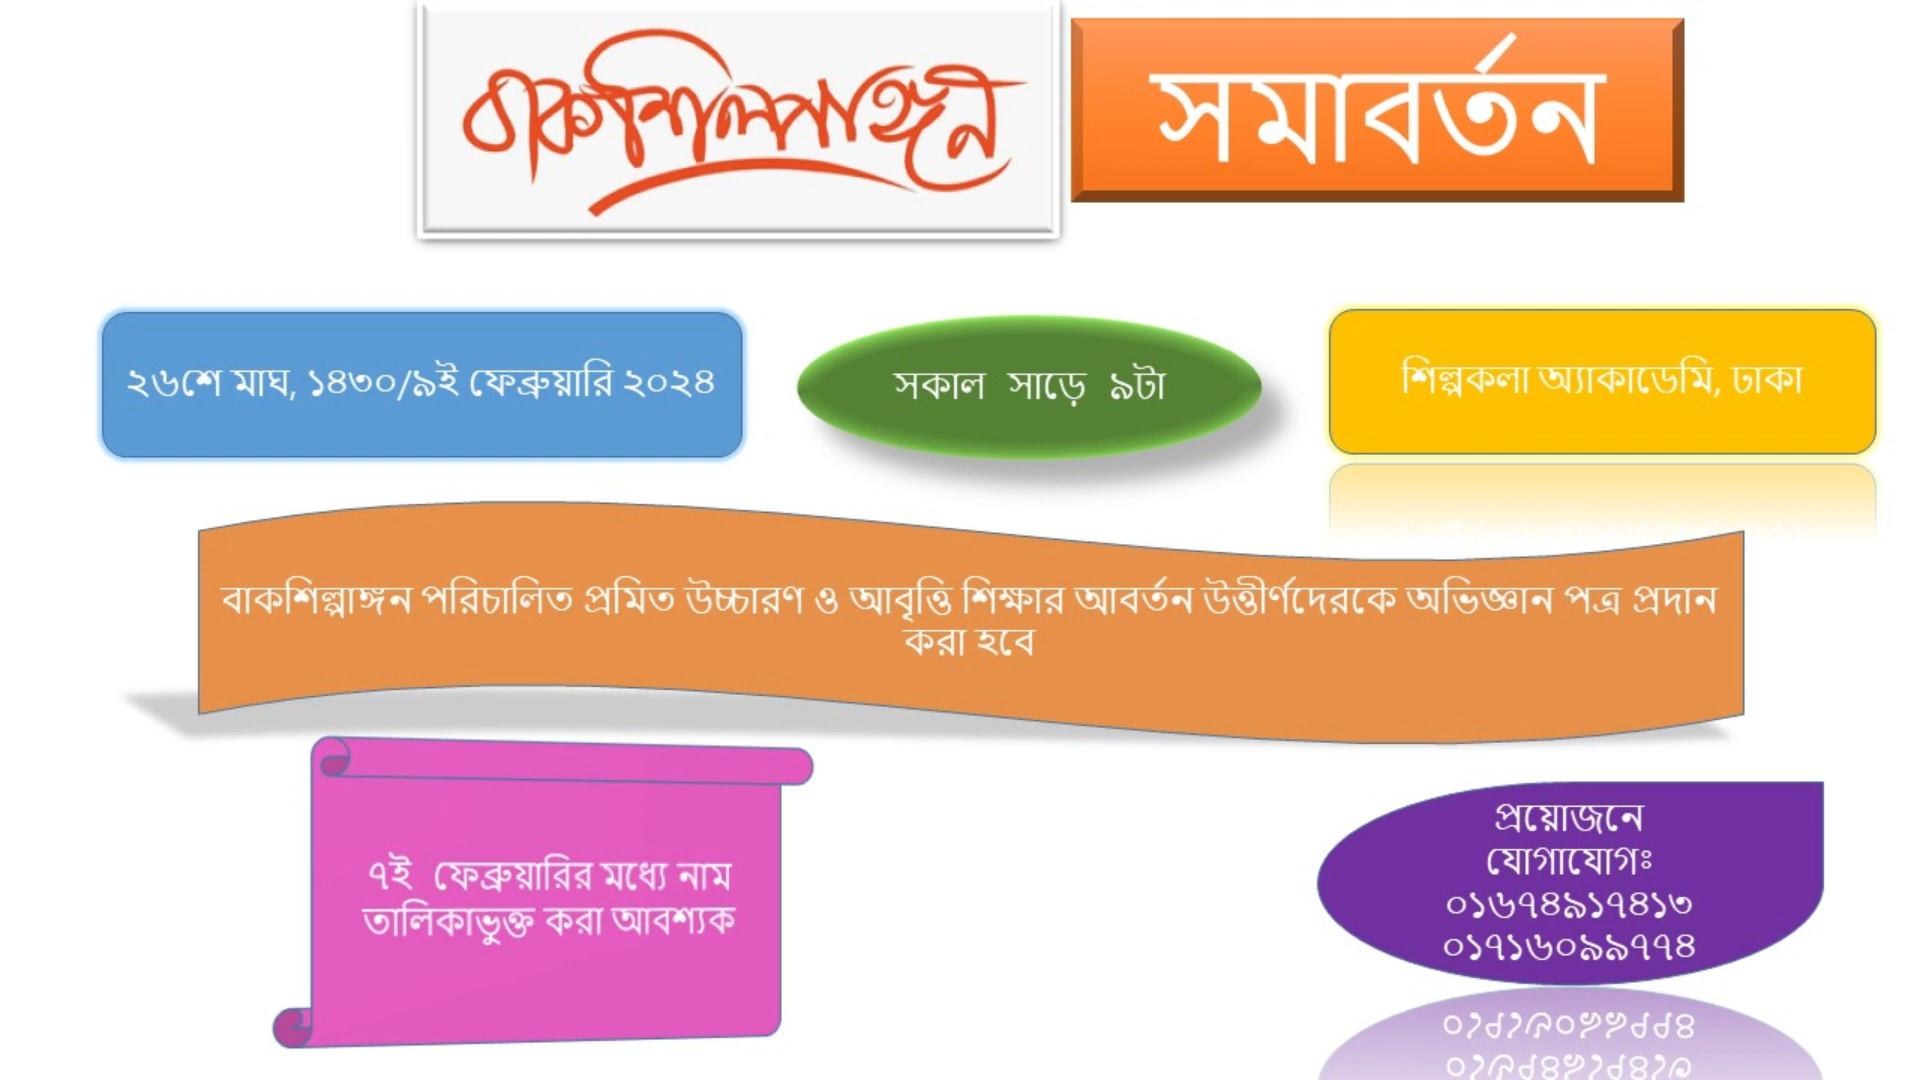 বাকশিল্পাঙ্গন
সমাবর্তন
২৬শে মাঘ, ১৪৩০/৯ই ফেব্রুয়ারি ২০২৪
সকাল সাড়ে ৯টা
শিল্পকলা অ্যাকাডেমি, ঢাকা
বাকশিল্পাঙ্গন পরিচালিত প্রমিত উচ্চারণ ও আবৃত্তি শিক্ষার আবর্তন উত্তীর্ণদেরকে অভিজ্ঞান পত্র প্রদান
করা হবে
৭ই ফেব্রুয়ারির মধ্যে নাম
তালিকাভুক্ত করা আবশ্যক
প্রয়োজনে
যোগাযোগঃ
০১৬৭৪৯১৭৪১৩
০১৭১৬০৯৯৭৭৪